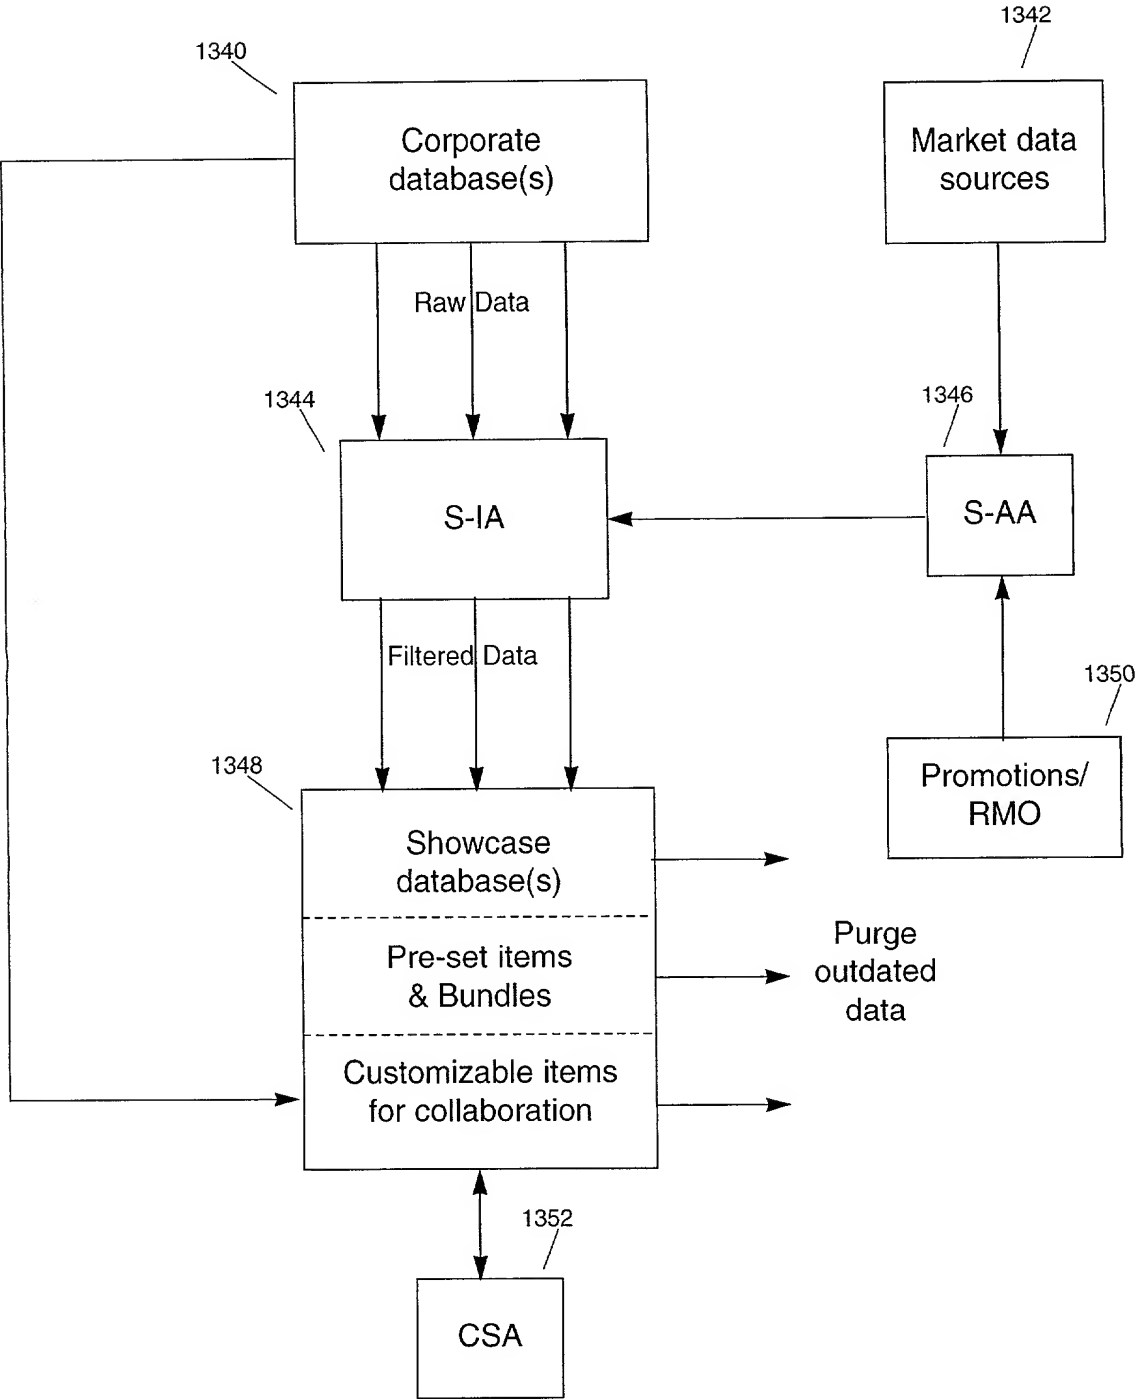 1342
1340
Corporate
database(s)
Market data
sources
Raw Data
1344
1346
S-IA
S-AA
Filtered Data
1350
1348
Promotions/
RMO
Showcase
database(s)
Pre-set items
& Bundles
Purge
outdated
data
Customizable items
for collaboration
1352
CSA